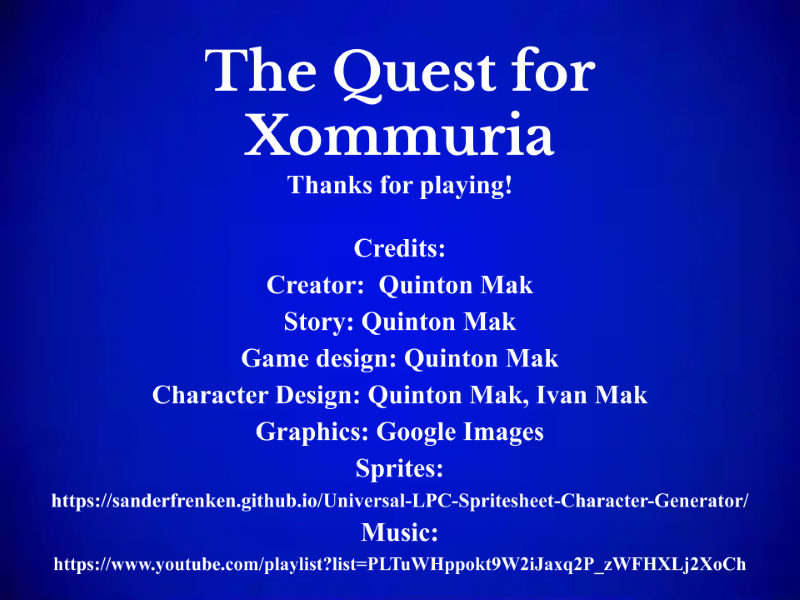 The Quest for
Xommuria
Thanks for playing!
Credits:
Creator:  Quinton Mak
Story: Quinton Mak
Game design: Quinton Mak
Character Design: Quinton Mak, Ivan Mak
Graphics: Google Images
Sprites:
https://sanderfrenken.github.io/Universal-LPC-Spritesheet-Character-Generator/
Music:
https://www.youtube.com/playlist?list=PLTuWHppokt9W2iJaxq2P_zWFHXLj2XoCh